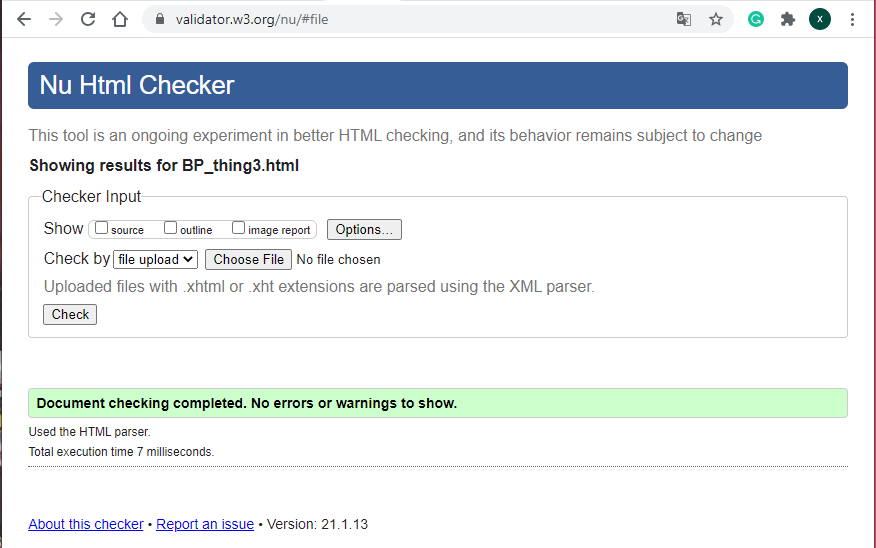 validator.w3.org/nu/#file
X
Nu Html Checker
This tool is an ongoing experiment in better HTML checking, and its behavior remains subject to change
Showing results for BP_thing3.html
Checker Input
Show source outline image report Options...
Check by file upload Choose File No file chosen
Uploaded files with .xhtml or .xht extensions are parsed using the XML parser.
Check
Document checking completed. No errors or warnings to show.
Used the HTML parser.
Total execution time 7 milliseconds.
About this checker • Report an issue • Version: 21.1.13